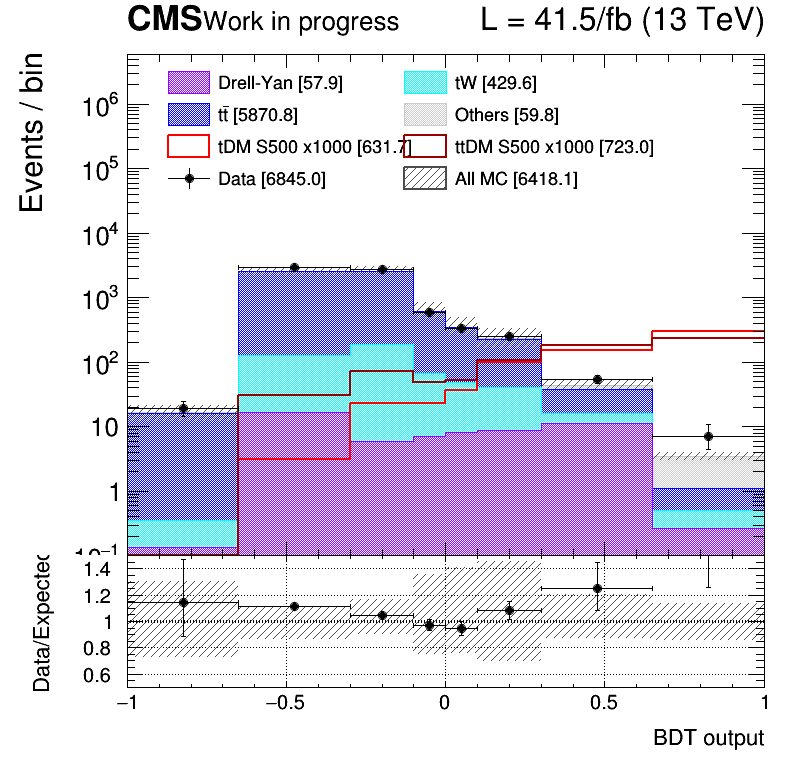 CMS Work in progress L = 41.5/fb (13 TeV)
Events / bin
Drell-Yan [57.9] tW [429.6]
tt̄ [5870.8] Others [59.8]
tDM S500 x1000 [631.7] ttDM S500 x1000 [723.0]
Data [6845.0] All MC [6418.1]
10⁶
10⁵
10⁴
10³
10²
10
1
10⁻¹
Data/Expected
1.4
1.2
1
0.8
0.6
−1 −0.5 0 0.5 1
BDT output